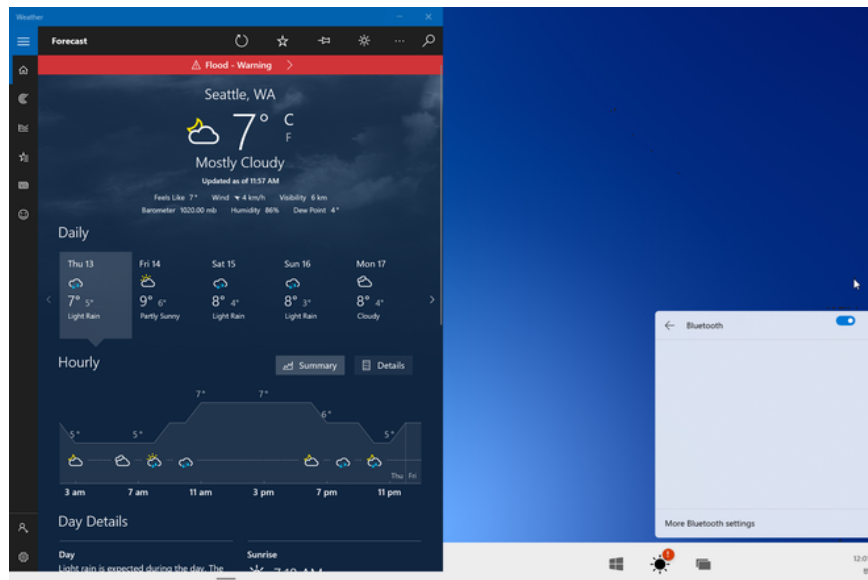 Weather
Forecast
Flood - Warning
Seattle, WA
7° C
F
Mostly Cloudy
Updated as of 11:57 AM
Feels Like 7° Wind 4 km/h Visibility 6 km
Barometer 1020.00 mb Humidity 86% Dew Point 4°
Daily
Thu 13 Fri 14 Sat 15 Sun 16 Mon 17
7° 5° 9° 6° 8° 4° 8° 3° 8° 4°
Light Rain Partly Sunny Light Rain Light Rain Cloudy
Hourly
Summary Details
7° 7°
6°
5° 5° 5°
Thu Fri
3 am 7 am 11 am 3 pm 7 pm 11 pm
Day Details
Day Sunrise
Light rain is expected during the day. The
Bluetooth
More Bluetooth settings